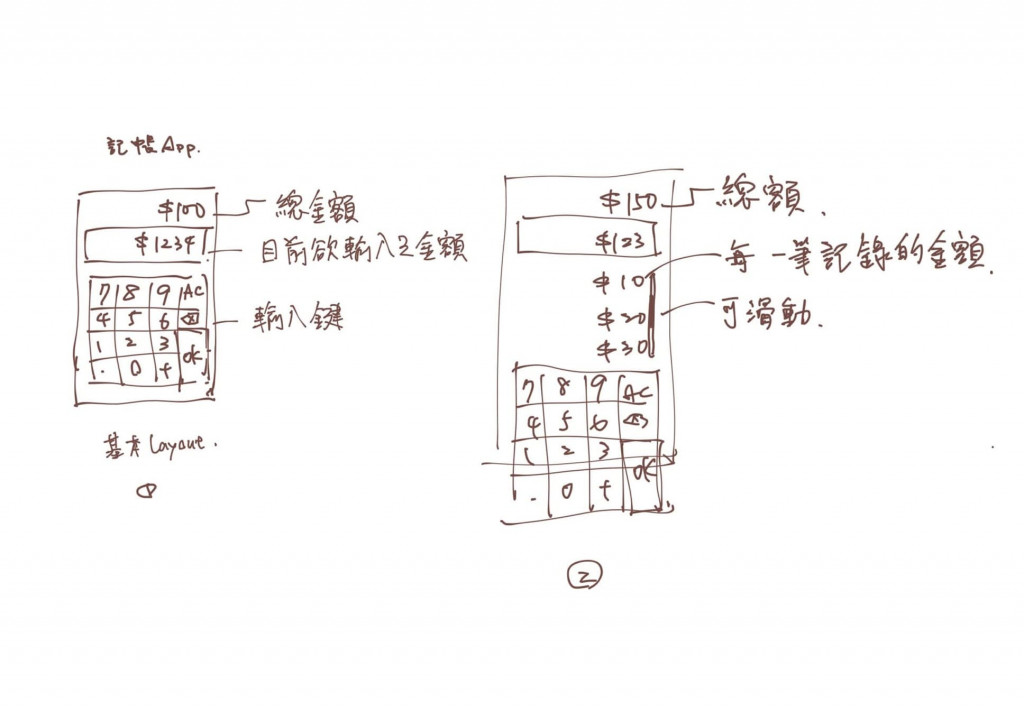 記帳App.
$100
總金額
$1234
目前欲輸入之金額
7 8 9 AC
4 5 6 ⌫
輸入鍵
1 2 3 OK
. 0 +
基本Layout.
①
$150
總額.
$123
$10
每一筆記錄的金額.
$20
可滑動.
$30
7 8 9 AC
4 5 6 ⌫
1 2 3 OK
. 0 +
②